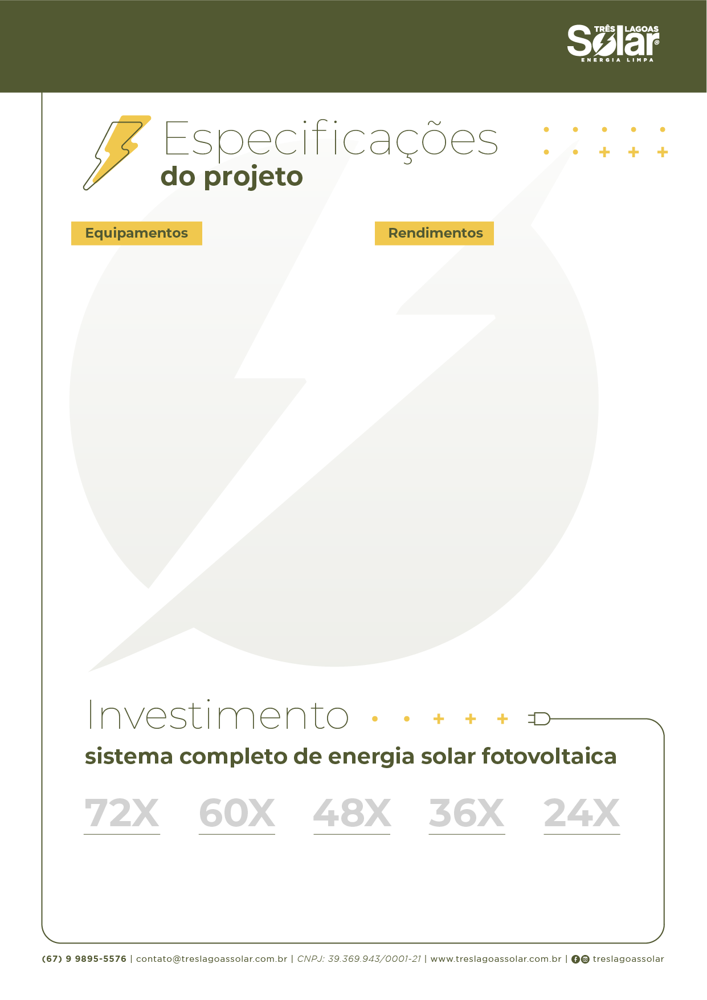 TRÊS LAGOAS
Solar®
ENERGIA LIMPA
Especificações
do projeto
Equipamentos
Rendimentos
Investimento
sistema completo de energia solar fotovoltaica
72X 60X 48X 36X 24X
(67) 9 9895-5576 | contato@treslagoassolar.com.br | CNPJ: 39.369.943/0001-21 | www.treslagoassolar.com.br | treslagoassolar